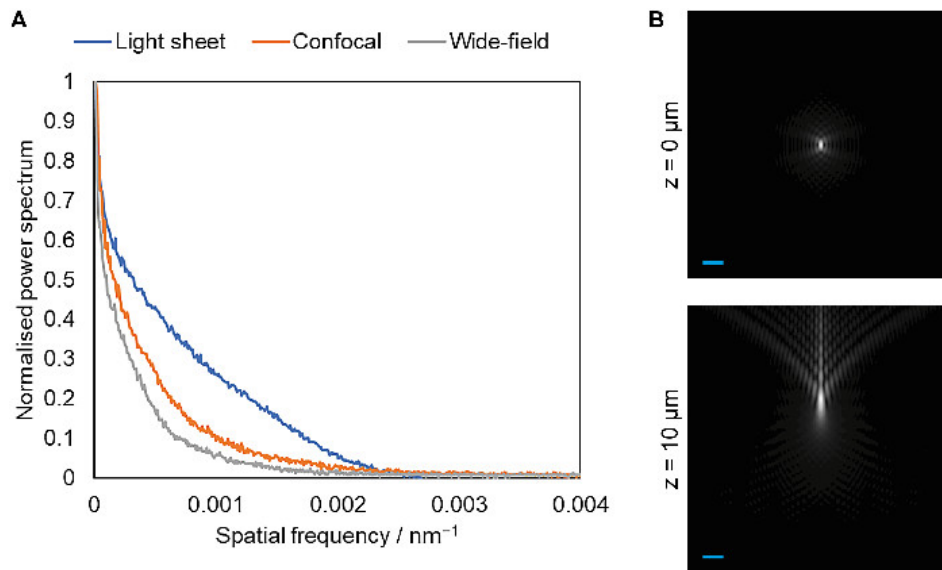 A
Light sheet Confocal Wide-field
1
0.9
0.8
0.7
0.6
0.5
0.4
0.3
0.2
0.1
0
Normalised power spectrum
0 0.001 0.002 0.003 0.004
Spatial frequency / nm⁻¹
B
z = 0 μm
z = 10 μm